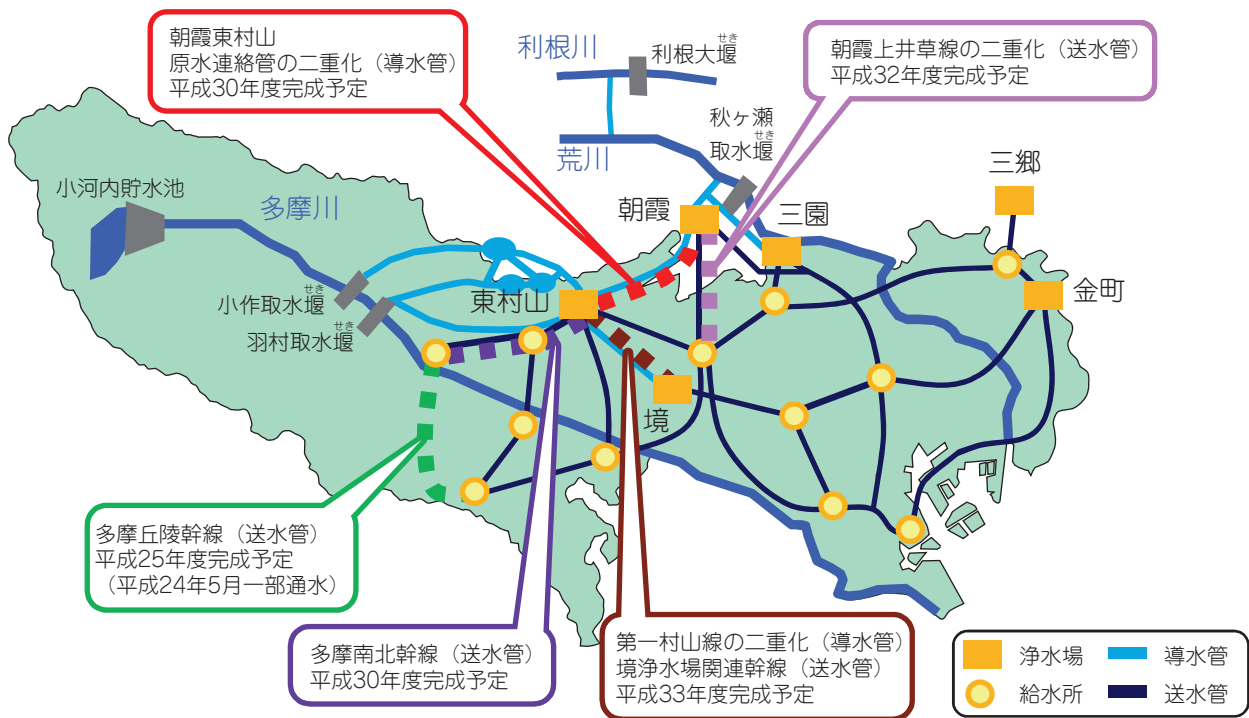 朝霞東村山
原水連絡管の二重化（導水管）
平成30年度完成予定
利根川
利根大堰
せき
朝霞上井草線の二重化（送水管）
平成32年度完成予定
荒川
秋ヶ瀬
取水堰
せき
三郷
小河内貯水池
多摩川
朝霞
三園
小作取水堰
せき
羽村取水堰
せき
東村山
金町
境
多摩丘陵幹線（送水管）
平成25年度完成予定
（平成24年5月一部通水）
多摩南北幹線（送水管）
平成30年度完成予定
第一村山線の二重化（導水管）
境浄水場関連幹線（送水管）
平成33年度完成予定
浄水場
導水管
給水所
送水管